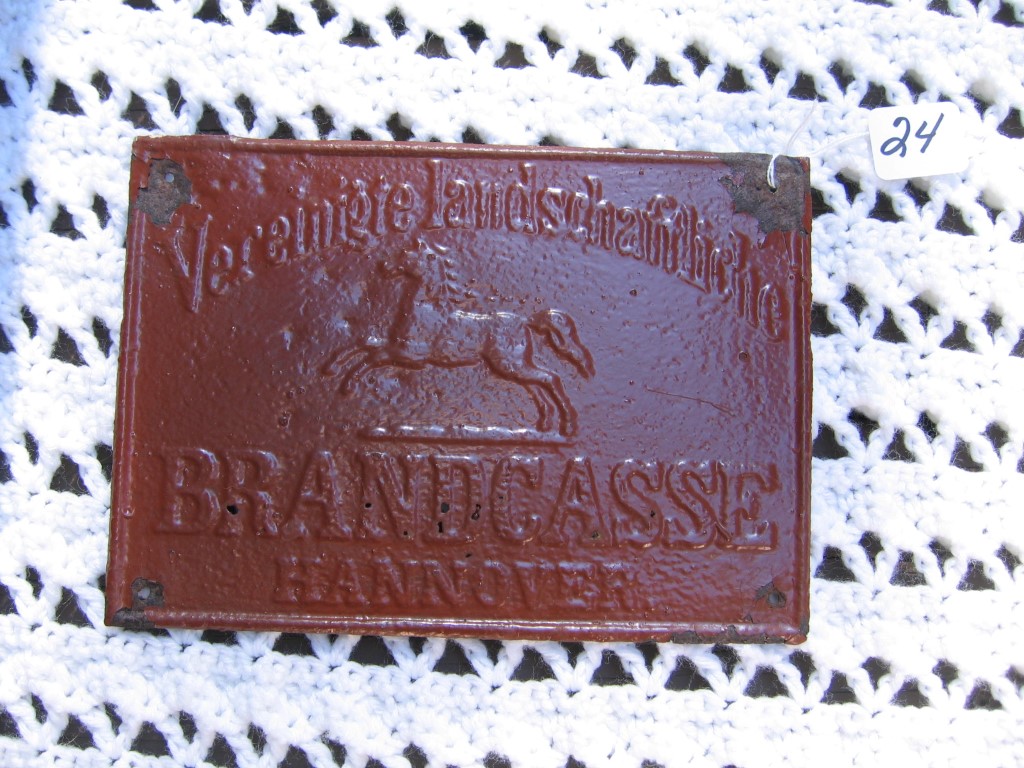 Vereinigte landschaftliche
BRANDCASSE
HANNOVER
24